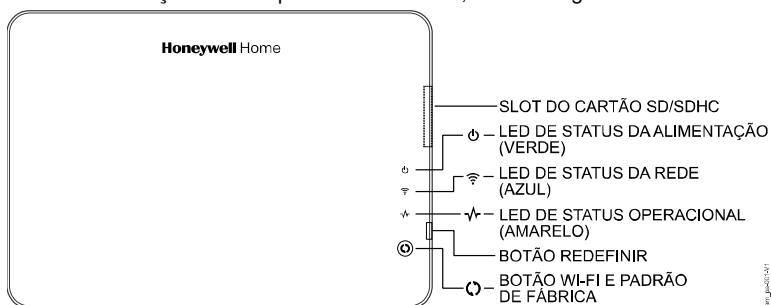 Honeywell Home
SLOT DO CARTÃO SD/SDHC
LED DE STATUS DA ALIMENTAÇÃO
(VERDE)
LED DE STATUS DA REDE
(AZUL)
LED DE STATUS OPERACIONAL
(AMARELO)
BOTÃO REDEFINIR
BOTÃO WI-FI E PADRÃO
DE FÁBRICA